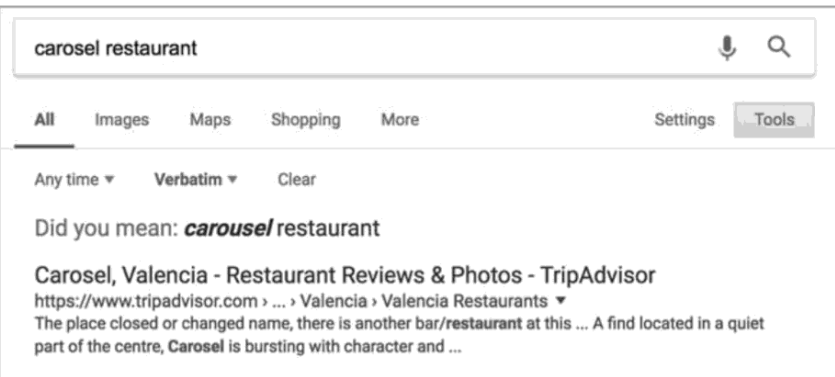 carosel restaurant
All Images Maps Shopping More Settings Tools
Any time ▾ Verbatim ▾ Clear
Did you mean: carousel restaurant
Carosel, Valencia - Restaurant Reviews & Photos - TripAdvisor
https://www.tripadvisor.com › ... › Valencia › Valencia Restaurants ▾
The place closed or changed name, there is another bar/restaurant at this ... A find located in a quiet
part of the centre, Carosel is bursting with character and ...